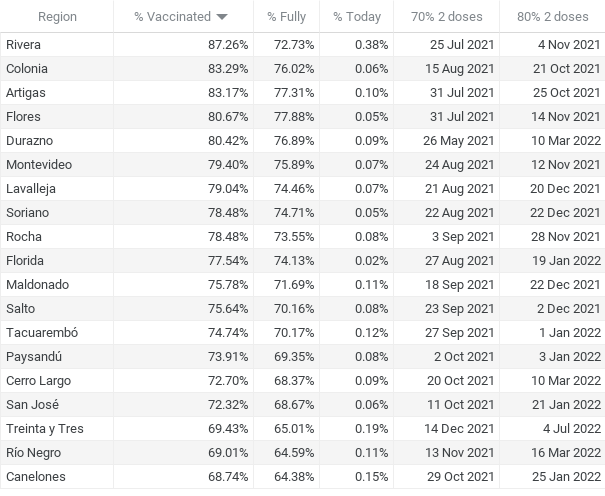 Region % Vaccinated % Fully % Today 70% 2 doses 80% 2 doses
Rivera 87.26% 72.73% 0.38% 25 Jul 2021 4 Nov 2021
Colonia 83.29% 76.02% 0.06% 15 Aug 2021 21 Oct 2021
Artigas 83.17% 77.31% 0.10% 31 Jul 2021 25 Oct 2021
Flores 80.67% 77.88% 0.05% 31 Jul 2021 14 Nov 2021
Durazno 80.42% 76.89% 0.09% 26 May 2021 10 Mar 2022
Montevideo 79.40% 75.89% 0.07% 24 Aug 2021 12 Nov 2021
Lavalleja 79.04% 74.46% 0.07% 21 Aug 2021 20 Dec 2021
Soriano 78.48% 74.71% 0.05% 22 Aug 2021 22 Dec 2021
Rocha 78.48% 73.55% 0.08% 3 Sep 2021 28 Nov 2021
Florida 77.54% 74.13% 0.02% 27 Aug 2021 19 Jan 2022
Maldonado 75.78% 71.69% 0.11% 18 Sep 2021 22 Dec 2021
Salto 75.64% 70.16% 0.08% 23 Sep 2021 2 Dec 2021
Tacuarembó 74.74% 70.17% 0.12% 27 Sep 2021 1 Jan 2022
Paysandú 73.91% 69.35% 0.08% 2 Oct 2021 3 Jan 2022
Cerro Largo 72.70% 68.37% 0.09% 20 Oct 2021 10 Mar 2022
San José 72.32% 68.67% 0.06% 11 Oct 2021 21 Jan 2022
Treinta y Tres 69.43% 65.01% 0.19% 14 Dec 2021 4 Jul 2022
Río Negro 69.01% 64.59% 0.11% 13 Nov 2021 16 Mar 2022
Canelones 68.74% 64.38% 0.15% 29 Oct 2021 25 Jan 2022